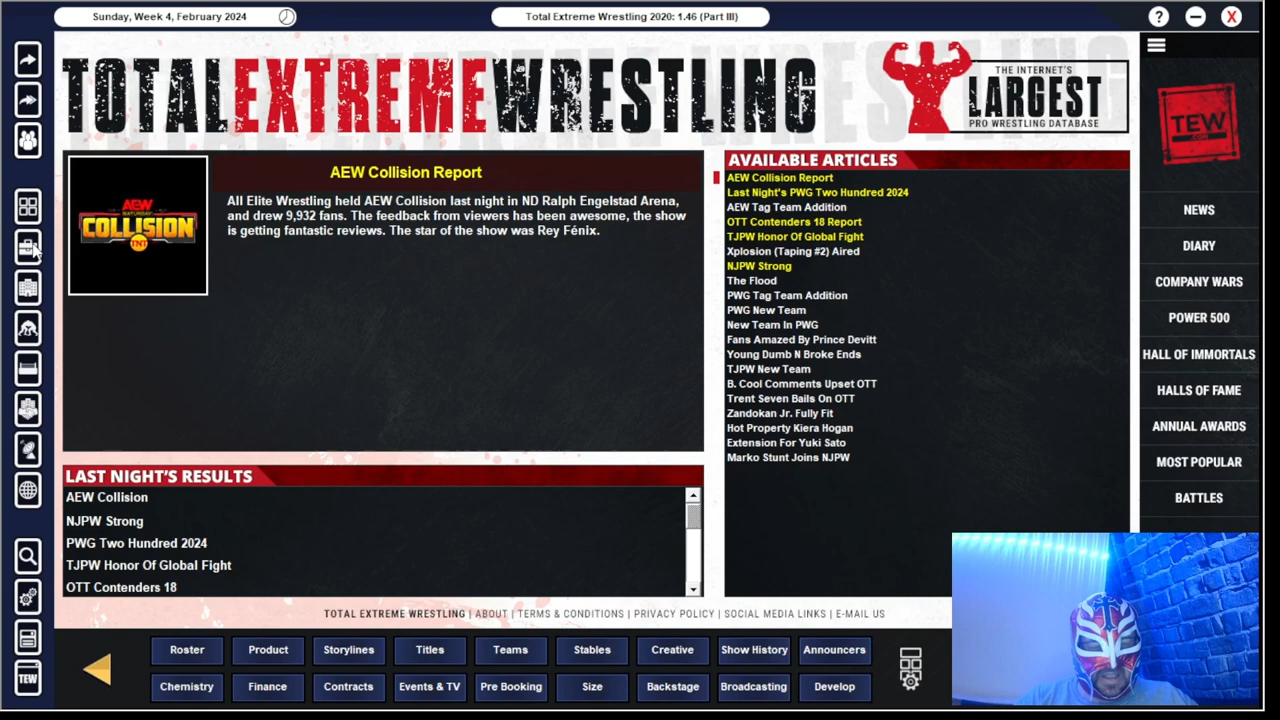 Sunday, Week 4, February 2024
Total Extreme Wrestling 2020: 1.46 (Part III)
?
X
TOTALEXTREMEWRESTLING
THE INTERNET'S
LARGEST
PRO WRESTLING DATABASE
TEW
.COM
AEW Collision Report
AEW
SATURDAY
COLLISION
TNT
All Elite Wrestling held AEW Collision last night in ND Ralph Engelstad Arena,
and drew 9,932 fans. The feedback from viewers has been awesome, the show
is getting fantastic reviews. The star of the show was Rey Fénix.
AVAILABLE ARTICLES
AEW Collision Report
Last Night's PWG Two Hundred 2024
AEW Tag Team Addition
OTT Contenders 18 Report
TJPW Honor Of Global Fight
Xplosion (Taping #2) Aired
NJPW Strong
The Flood
PWG Tag Team Addition
PWG New Team
New Team In PWG
Fans Amazed By Prince Devitt
Young Dumb N Broke Ends
TJPW New Team
B. Cool Comments Upset OTT
Trent Seven Bails On OTT
Zandokan Jr. Fully Fit
Hot Property Kiera Hogan
Extension For Yuki Sato
Marko Stunt Joins NJPW
NEWS
DIARY
COMPANY WARS
POWER 500
HALL OF IMMORTALS
HALLS OF FAME
ANNUAL AWARDS
MOST POPULAR
BATTLES
LAST NIGHT'S RESULTS
AEW Collision
NJPW Strong
PWG Two Hundred 2024
TJPW Honor Of Global Fight
OTT Contenders 18
TOTAL EXTREME WRESTLING | ABOUT | TERMS & CONDITIONS | PRIVACY POLICY | SOCIAL MEDIA LINKS | E-MAIL US
Roster
Product
Storylines
Titles
Teams
Stables
Creative
Show History
Announcers
Chemistry
Finance
Contracts
Events & TV
Pre Booking
Size
Backstage
Broadcasting
Develop
TEW